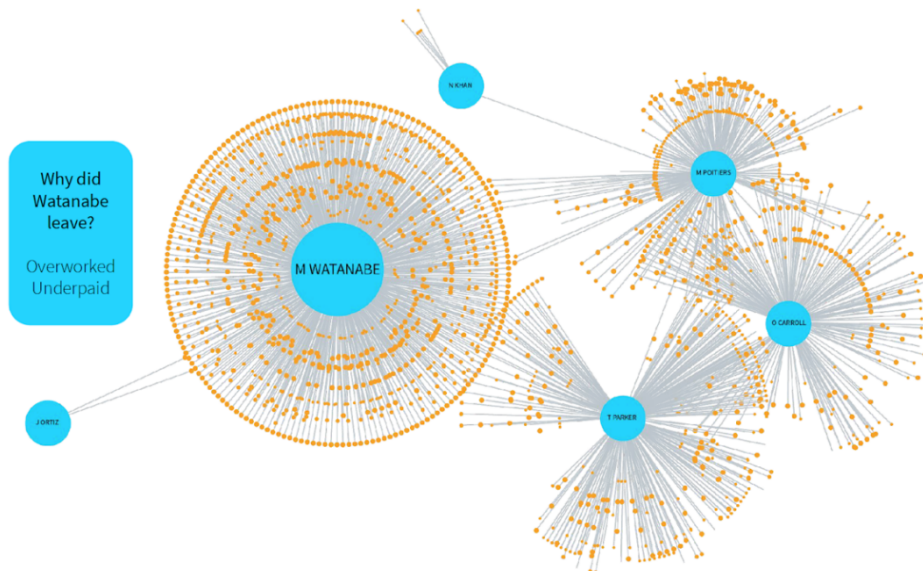 N KHAN
M POITIERS
Why did
Watanabe
leave?
Overworked
Underpaid
M WATANABE
O CARROLL
J ORTIZ
T PARKER